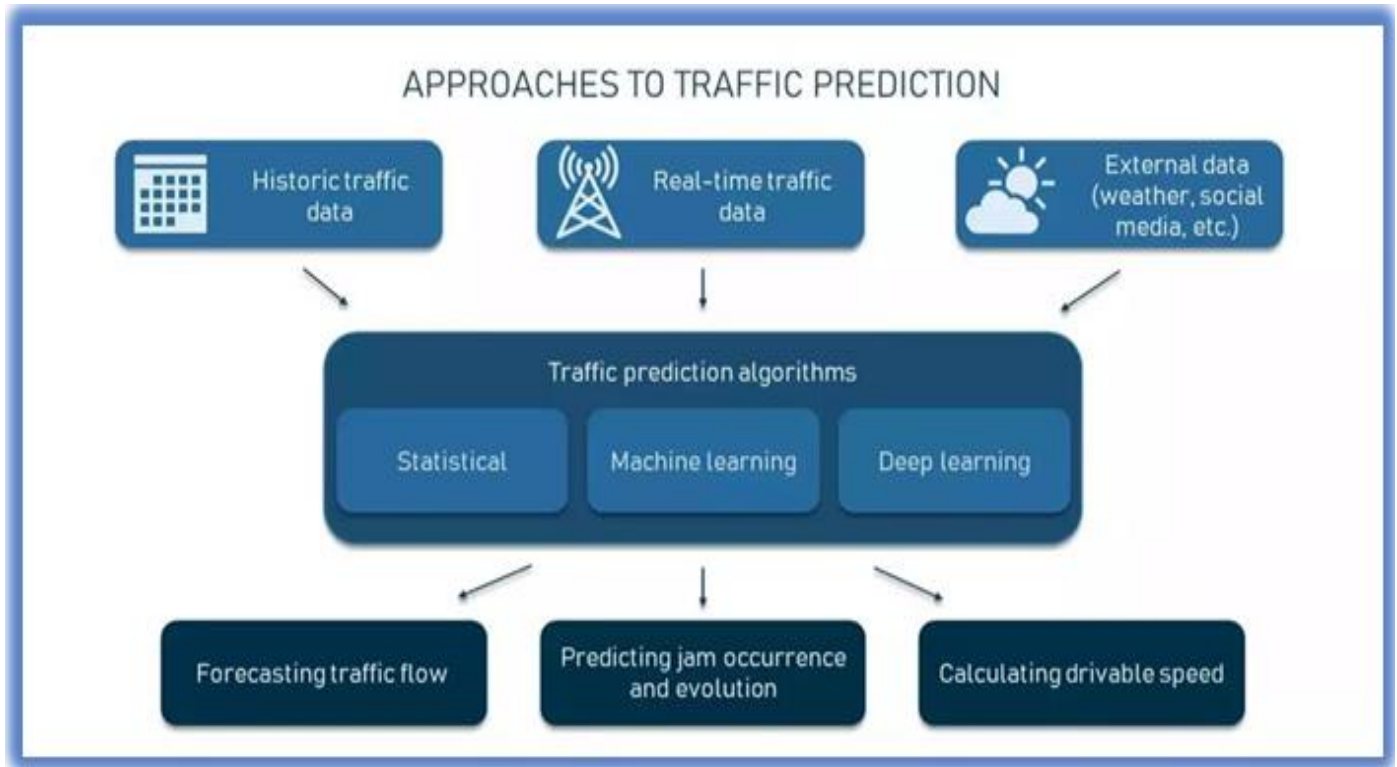 APPROACHES TO TRAFFIC PREDICTION
Historic traffic
data
Real-time traffic
data
External data
(weather, social
media, etc.)
Traffic prediction algorithms
Statistical
Machine learning
Deep learning
Forecasting traffic flow
Predicting jam occurrence
and evolution
Calculating drivable speed